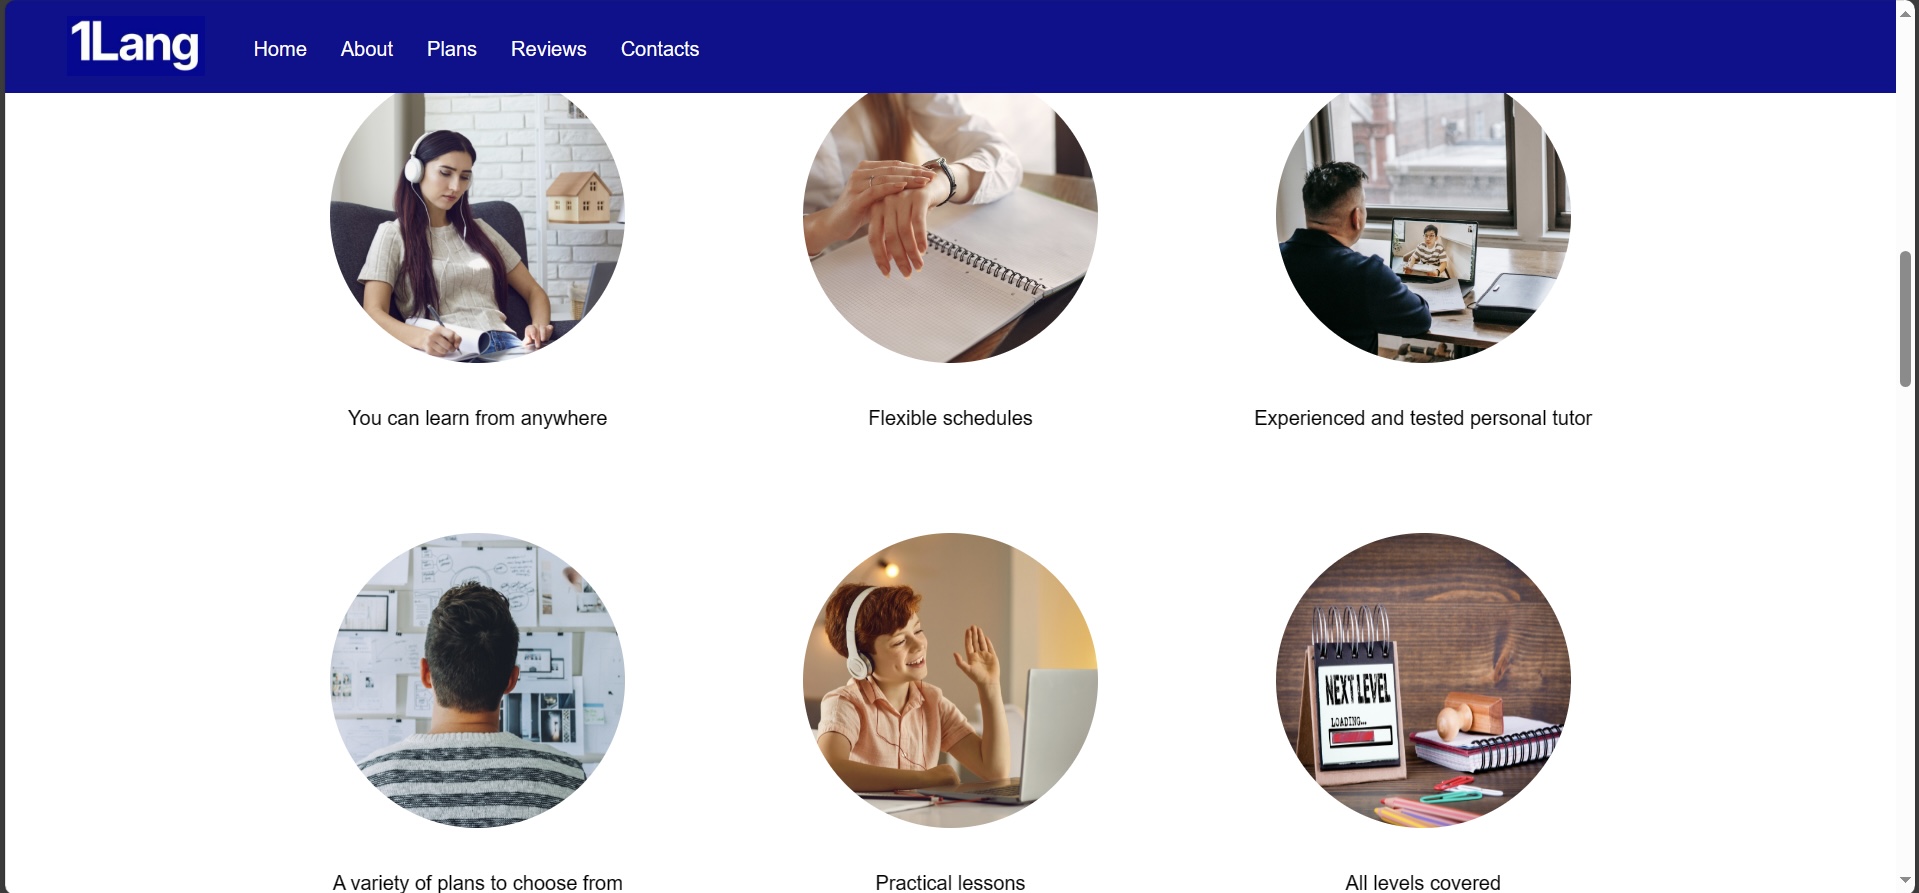 1Lang
Home About Plans Reviews Contacts
You can learn from anywhere
Flexible schedules
Experienced and tested personal tutor
NEXT LEVEL
LOADING...
A variety of plans to choose from
Practical lessons
All levels covered